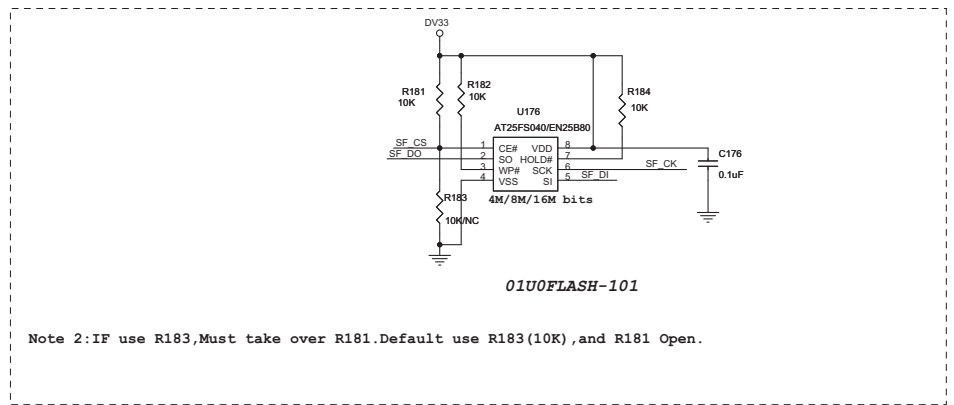 DV33
R181
10K
R182
10K
R184
10K
U176
AT25FS040/EN25B80
SF_CS 1 CE# VDD 8
SF_DO 2 SO HOLD# 7
3 WP# SCK 6 SF_CK
4 VSS SI 5 SF_DI
C176
0.1uF
R183
10K/NC
4M/8M/16M bits
01U0FLASH-101
Note 2:IF use R183,Must take over R181.Default use R183(10K),and R181 Open.